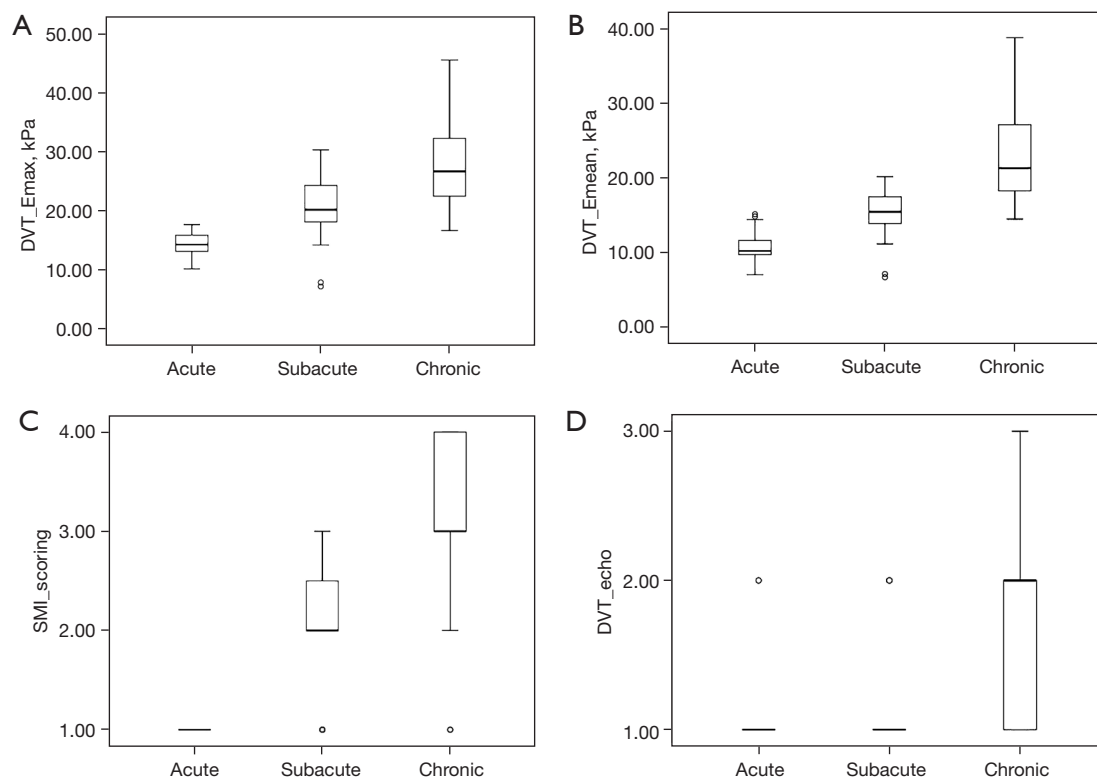 A
50.00
40.00
30.00
20.00
10.00
0.00
DVT_Emax, kPa
Acute Subacute Chronic
B
40.00
30.00
20.00
10.00
0.00
DVT_Emean, kPa
Acute Subacute Chronic
C
4.00
3.00
2.00
1.00
SMI_scoring
Acute Subacute Chronic
D
3.00
2.00
1.00
DVT_echo
Acute Subacute Chronic